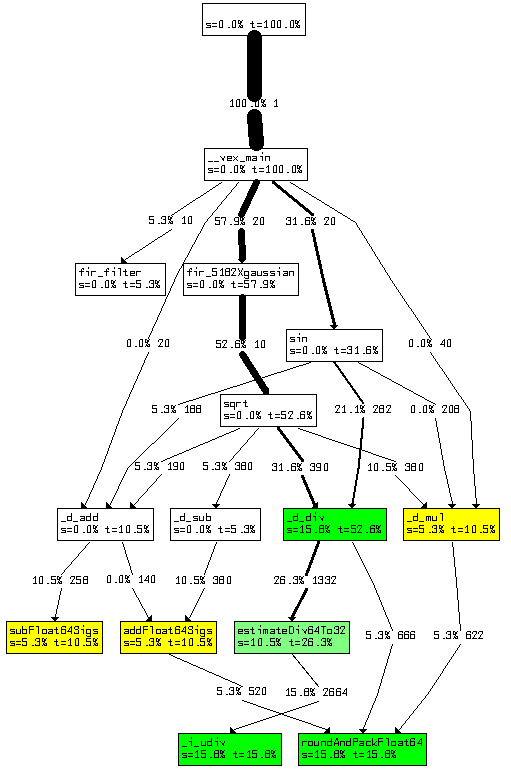 s=0.0% t=100.0%
100.0% 1
__vex_main
s=0.0% t=100.0%
5.3% 10
57.9% 20
31.6% 20
fir_filter
s=0.0% t=5.3%
fir_5182Xgaussian
s=0.0% t=57.9%
0.0% 20
52.6% 10
sin
s=0.0% t=31.6%
0.0% 40
sqrt
s=0.0% t=52.6%
5.3% 188
21.1% 282
0.0% 208
5.3% 190
5.3% 380
31.6% 390
10.5% 380
_d_add
s=0.0% t=10.5%
_d_sub
s=0.0% t=5.3%
_d_div
s=15.8% t=52.6%
_d_mul
s=5.3% t=10.5%
10.5% 258
0.0% 140
10.5% 380
26.3% 1332
subFloat64Sigs
s=5.3% t=10.5%
addFloat64Sigs
s=5.3% t=10.5%
estimateDiv64To32
s=10.5% t=26.3%
5.3% 666
5.3% 622
5.3% 520
15.8% 2664
_i_udiv
s=15.8% t=15.8%
roundAndPackFloat64
s=15.8% t=15.8%